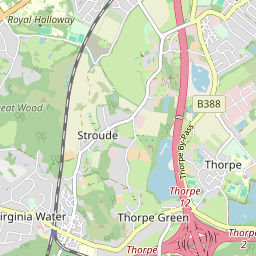 Royal Holloway
B388
eat Wood
Stroude
Thorpe By-Pass
Thorpe
Thorpe
12
irginia Water
Thorpe Green
Thorpe
Thorpe
2